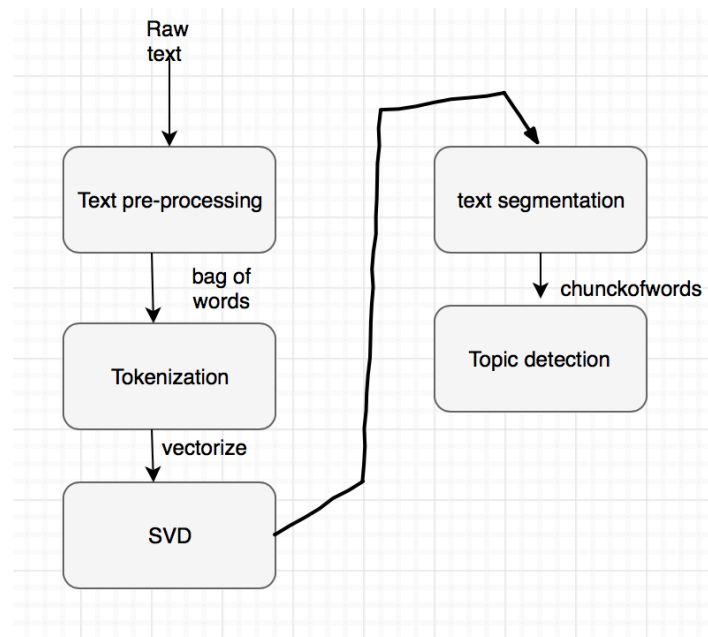 Raw
text
Text pre-processing
bag of
words
Tokenization
vectorize
SVD
text segmentation
chunckofwords
Topic detection